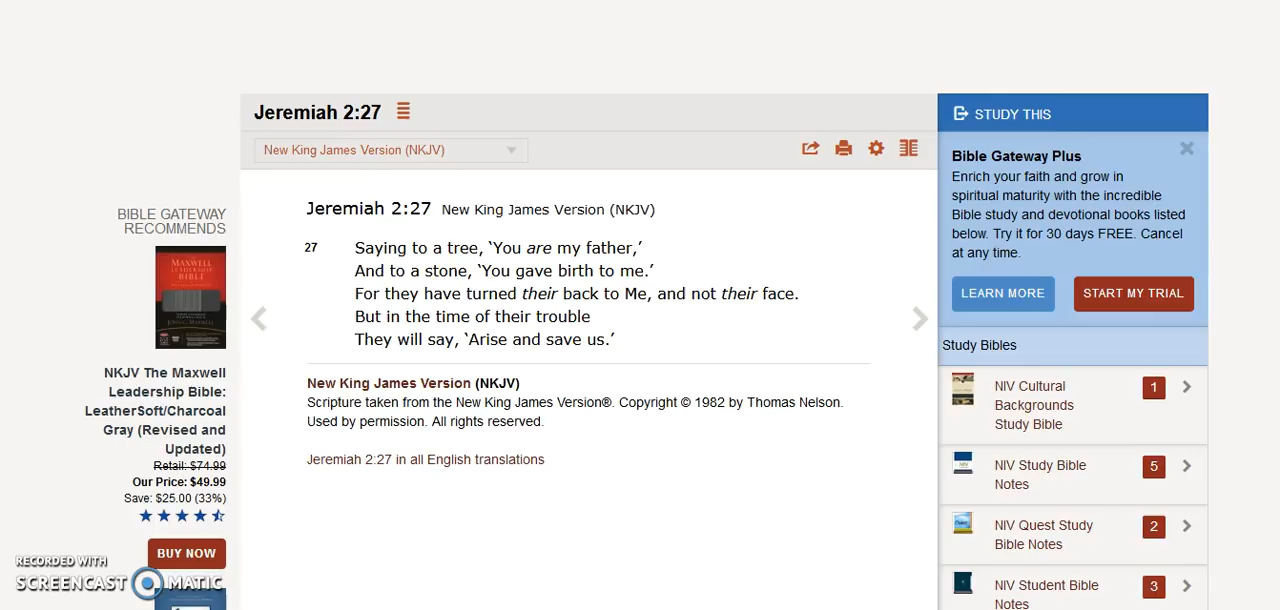 Jeremiah 2:27
New King James Version (NKJV)
BIBLE GATEWAY
RECOMMENDS
MAXWELL
LEADERSHIP
BIBLE
NKJV The Maxwell
Leadership Bible:
LeatherSoft/Charcoal
Gray (Revised and
Updated)
Retail: $74.99
Our Price: $49.99
Save: $25.00 (33%)
BUY NOW
RECORDED WITH
SCREENCAST MATIC
Jeremiah 2:27 New King James Version (NKJV)
27 Saying to a tree, ‘You are my father,’
And to a stone, ‘You gave birth to me.’
For they have turned their back to Me, and not their face.
But in the time of their trouble
They will say, ‘Arise and save us.’
New King James Version (NKJV)
Scripture taken from the New King James Version®. Copyright © 1982 by Thomas Nelson.
Used by permission. All rights reserved.
Jeremiah 2:27 in all English translations
STUDY THIS
Bible Gateway Plus
Enrich your faith and grow in
spiritual maturity with the incredible
Bible study and devotional books listed
below. Try it for 30 days FREE. Cancel
at any time.
LEARN MORE START MY TRIAL
Study Bibles
NIV Cultural
Backgrounds
Study Bible
1
NIV Study Bible
Notes
5
NIV Quest Study
Bible Notes
2
NIV Student Bible
Notes
3